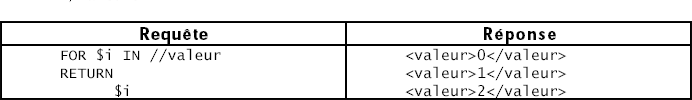 Requête Réponse
FOR $i IN //valeur <valeur>0</valeur>
RETURN <valeur>1</valeur>
$i <valeur>2</valeur>